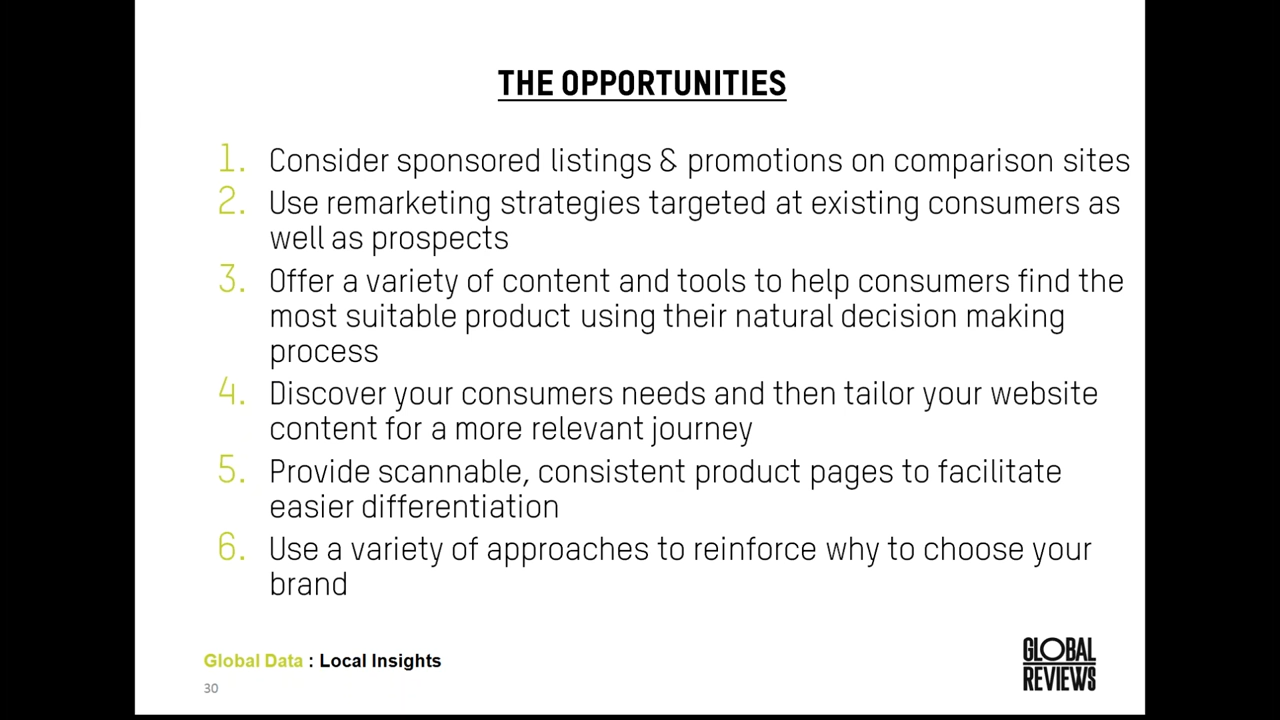 THE OPPORTUNITIES
1. Consider sponsored listings & promotions on comparison sites
2. Use remarketing strategies targeted at existing consumers as
well as prospects
3. Offer a variety of content and tools to help consumers find the
most suitable product using their natural decision making
process
4. Discover your consumers needs and then tailor your website
content for a more relevant journey
5. Provide scannable, consistent product pages to facilitate
easier differentiation
6. Use a variety of approaches to reinforce why to choose your
brand
Global Data : Local Insights
30
GLOBAL
REVIEWS